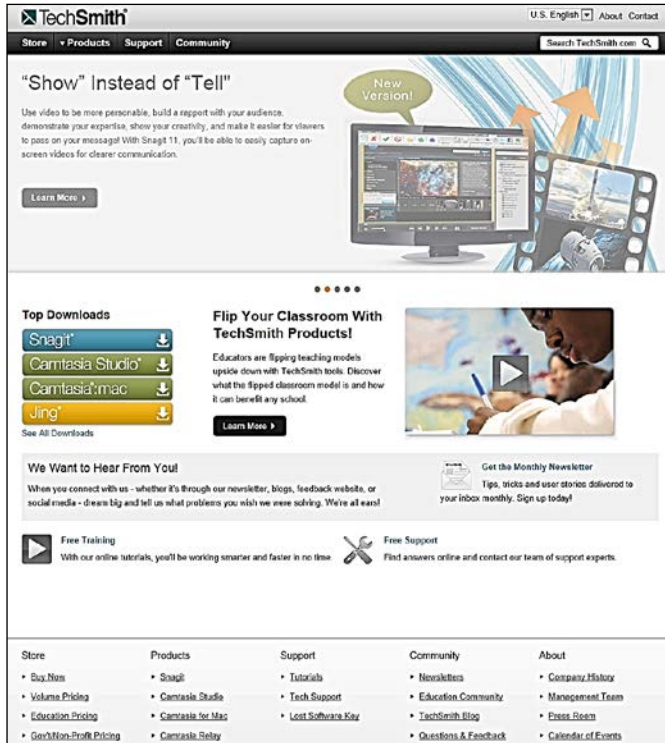 TechSmith
U.S. English About Contact
Store Products Support Community
Search TechSmith.com
"Show" Instead of "Tell"
New
Version!
Use video to be more personable, build a rapport with your audience,
demonstrate your expertise, show your creativity, and make it easier for viewers
to pass on your message! With Snagit 11, you'll be able to easily capture on-
screen videos for clearer communication.
Learn More
Top Downloads
Snagit
Camtasia Studio
Camtasia:mac
Jing
See All Downloads
Flip Your Classroom With
TechSmith Products!
Educators are flipping teaching models
upside down with TechSmith tools. Discover
what the flipped classroom model is and how
it can benefit any school.
Learn More
We Want to Hear From You!
When you connect with us - whether it's through our newsletter, blogs, feedback website, or
social media - dream big and tell us what problems you wish we were solving. We're all ears!
Get the Monthly Newsletter
Tips, tricks and user stories delivered to
your inbox monthly. Sign up today!
Free Training
With our online tutorials, you'll be working smarter and faster in no time.
Free Support
Find answers online and contact our team of support experts.
Store
Buy Now
Volume Pricing
Education Pricing
Gov't/Non-Profit Pricing
Products
Snagit
Camtasia Studio
Camtasia for Mac
Camtasia Relay
Support
Tutorials
Tech Support
Lost Software Key
Community
Newsletters
Education Community
TechSmith Blog
Questions & Feedback
About
Company History
Management Team
Press Room
Calendar of Events